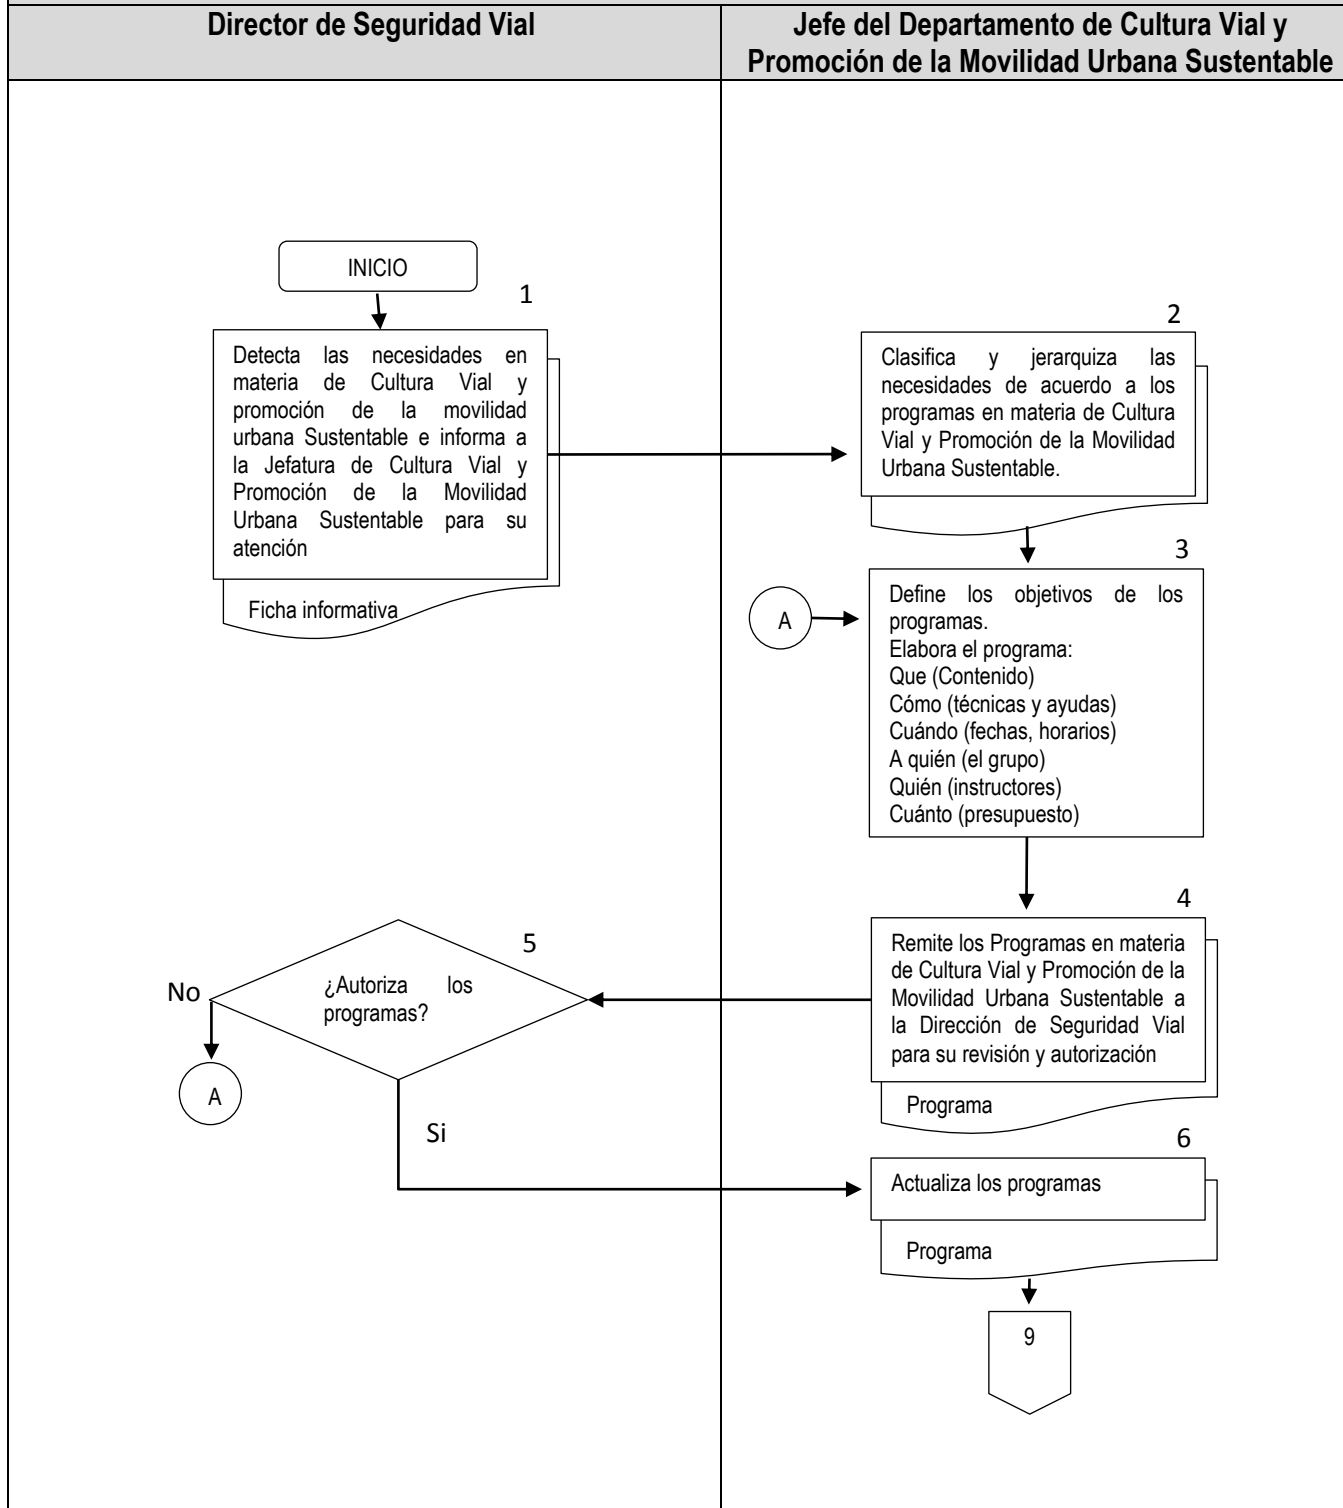 Director de Seguridad Vial
Jefe del Departamento de Cultura Vial y
Promoción de la Movilidad Urbana Sustentable
INICIO
1
Detecta las necesidades en
materia de Cultura Vial y
promoción de la movilidad
urbana Sustentable e informa a
la Jefatura de Cultura Vial y
Promoción de la Movilidad
Urbana Sustentable para su
atención
Ficha informativa
2
Clasifica y jerarquiza las
necesidades de acuerdo a los
programas en materia de Cultura
Vial y Promoción de la Movilidad
Urbana Sustentable.
3
A
Define los objetivos de los
programas.
Elabora el programa:
Que (Contenido)
Cómo (técnicas y ayudas)
Cuándo (fechas, horarios)
A quién (el grupo)
Quién (instructores)
Cuánto (presupuesto)
4
Remite los Programas en materia
de Cultura Vial y Promoción de la
Movilidad Urbana Sustentable a
la Dirección de Seguridad Vial
para su revisión y autorización
Programa
5
¿Autoriza los
programas?
No
A
Si
6
Actualiza los programas
Programa
9